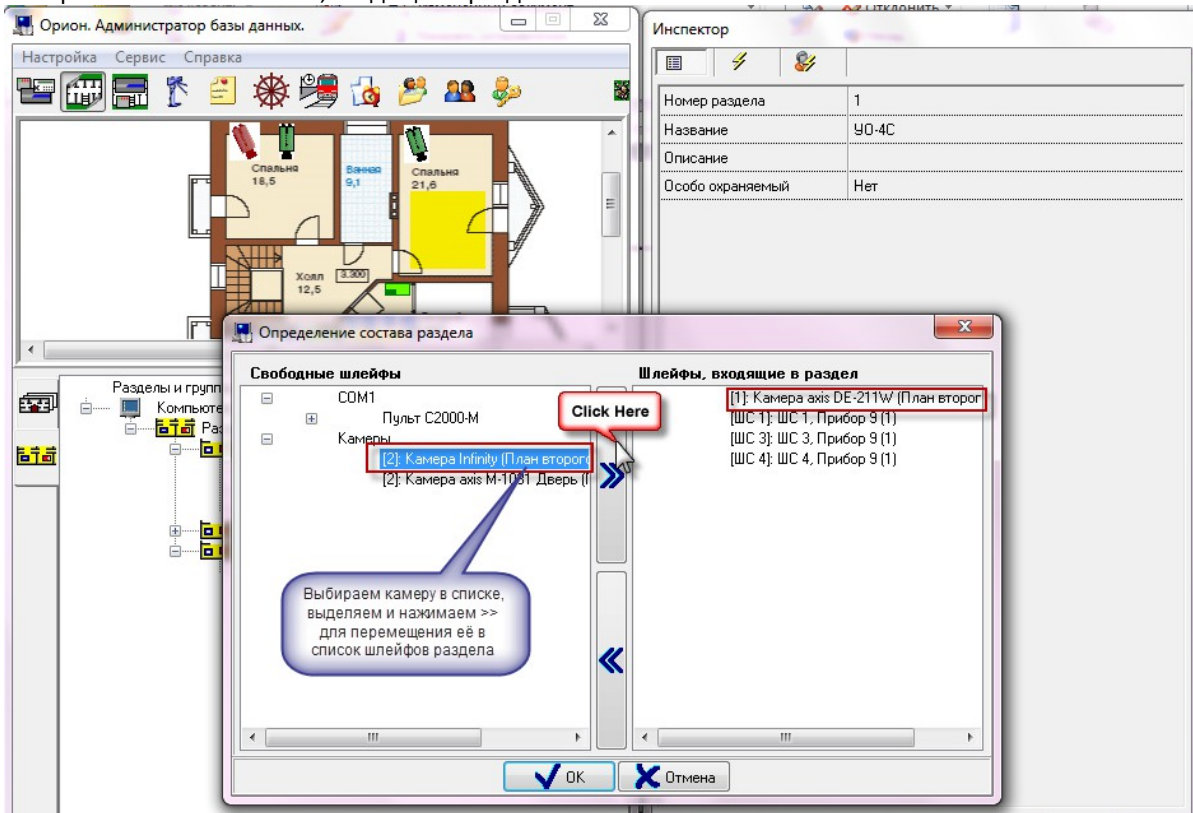 Орион. Администратор базы данных.
Настройка Сервис Справка
Спальня
18,5
Ванная
9,1
Спальня
21,6
Холл
12,5
3.300
Инспектор
Номер раздела 1
Название УО-4С
Описание
Особо охраняемый Нет
Разделы и групп
Компьюте
Раз
Определение состава раздела
Свободные шлейфы
COM1
Пульт С2000-М
Камеры
[2]: Камера Infinity (План второго
[2]: Камера axis M-1031 Дверь (П
Click Here
Выбираем камеру в списке,
выделяем и нажимаем >>
для перемещения её в
список шлейфов раздела
Шлейфы, входящие в раздел
[1]: Камера axis DE-211W (План второг
[ШС 1]: ШС 1, Прибор 9 (1)
[ШС 3]: ШС 3, Прибор 9 (1)
[ШС 4]: ШС 4, Прибор 9 (1)
OK
Отмена